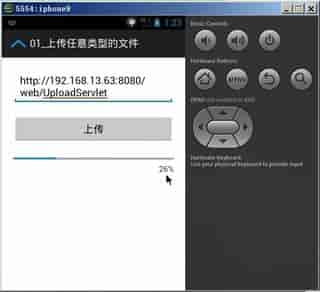 5554:iphone9
1:23
01_上传任意类型的文件
http://192.168.13.63:8080/
web/UploadServlet
上传
26%
Basic Controls
Hardware Buttons
MENU
DPAD not enabled in AVD
Hardware Keyboard
Use your physical keyboard to provide input